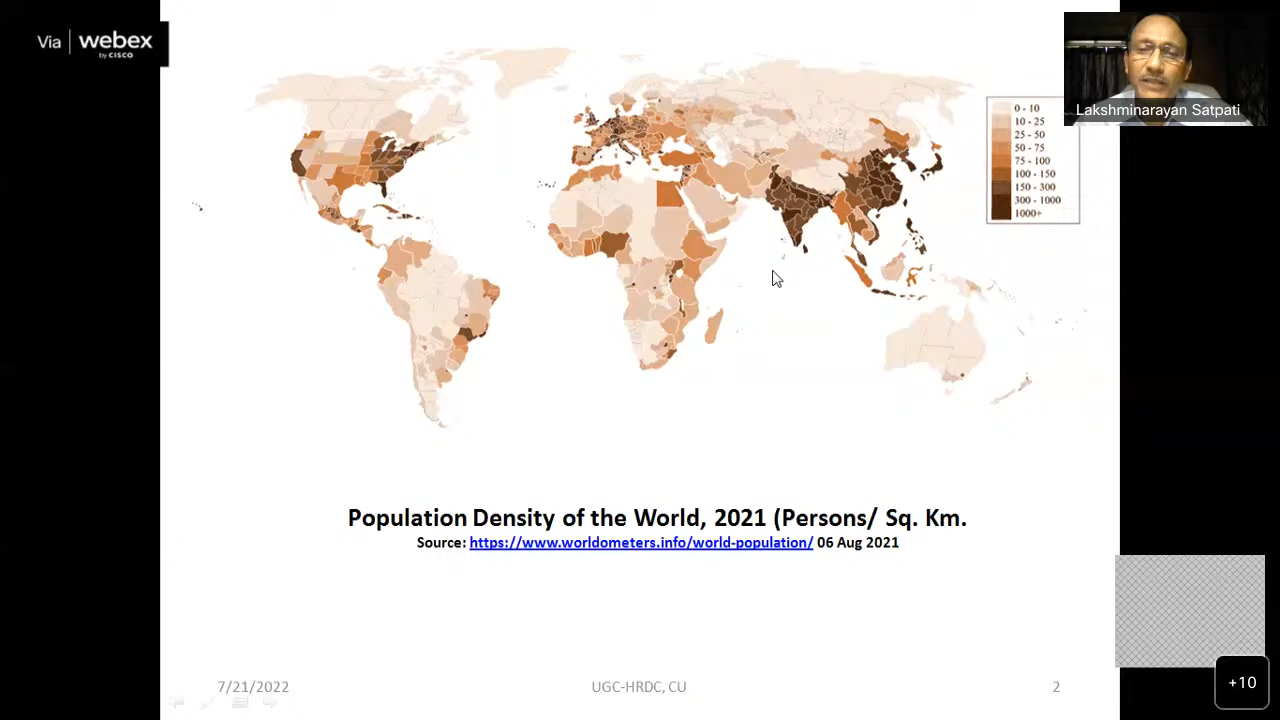 Via | webex
by CISCO
Lakshminarayan Satpati
0 - 10
10 - 25
25 - 50
50 - 75
75 - 100
100 - 150
150 - 300
300 - 1000
1000+
Population Density of the World, 2021 (Persons/ Sq. Km.
Source: https://www.worldometers.info/world-population/ 06 Aug 2021
7/21/2022
UGC-HRDC, CU
2
+10